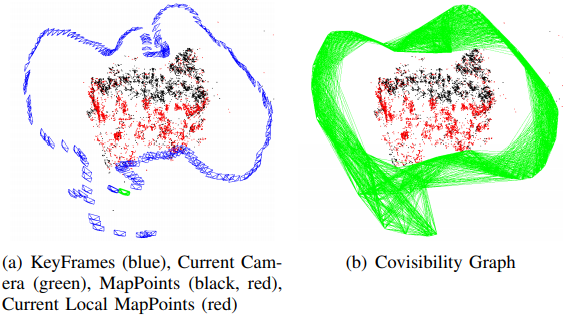 (a) KeyFrames (blue), Current Cam-
era (green), MapPoints (black, red),
Current Local MapPoints (red)
(b) Covisibility Graph